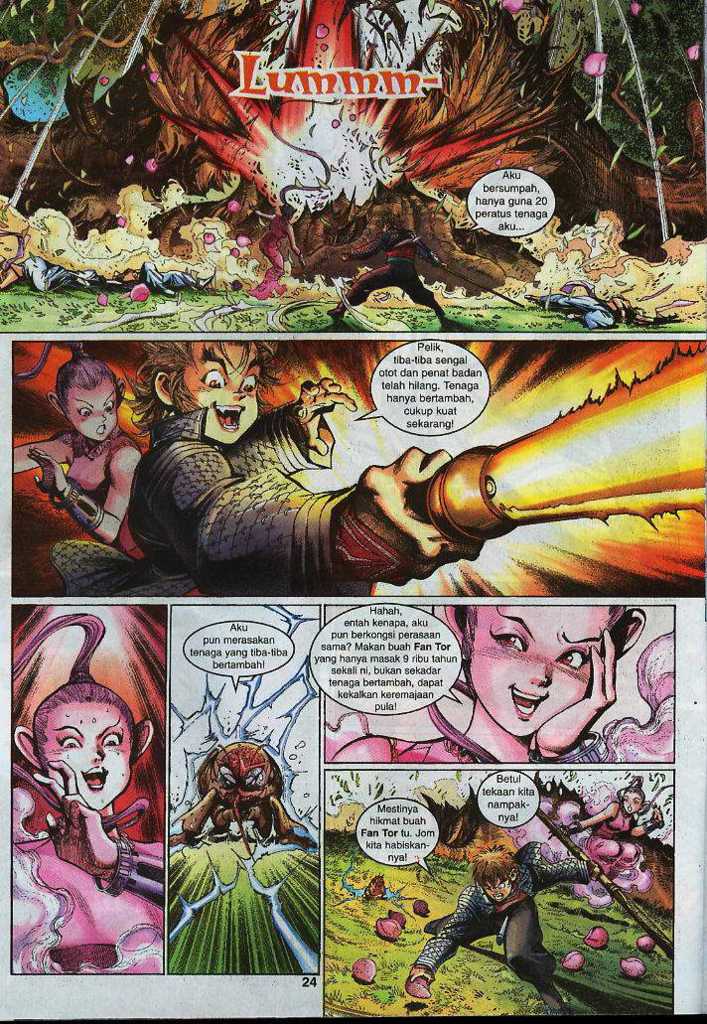 Lummm-
Aku
bersumpah,
hanya guna 20
peratus tenaga
aku...
Pelik,
tiba-tiba sengal
otot dan penat badan
telah hilang. Tenaga
hanya bertambah,
cukup kuat
sekarang!
Aku
pun merasakan
tenaga yang tiba-tiba
bertambah!
Hahah,
entah kenapa, aku
pun berkongsi perasaan
sama? Makan buah Fan Tor
yang hanya masak 9 ribu tahun
sekali ni, bukan sekadar
tenaga bertambah, dapat
kekalkan keremajaan
pula!
Mestinya
hikmat buah
Fan Tor tu. Jom
kita habiskan-
nya!
Betul
tekaan kita
nampak-
nya!
24